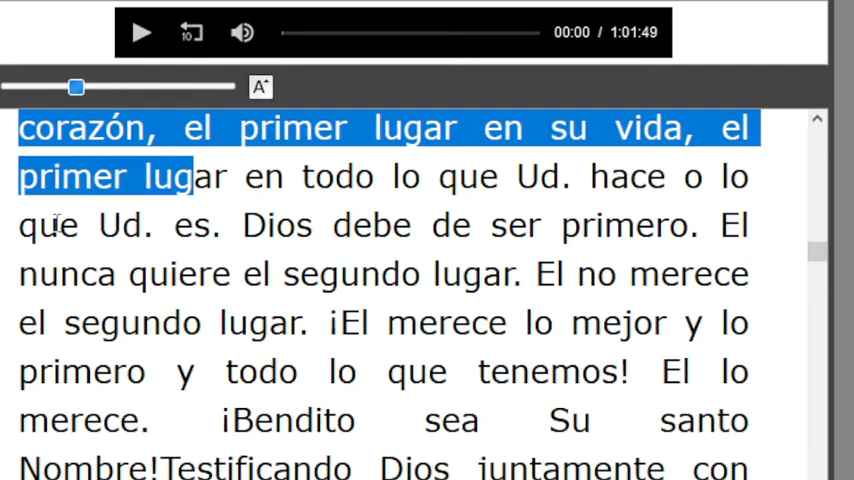 10 00:00 / 1:01:49
A
corazón, el primer lugar en su vida, el
primer lugar en todo lo que Ud. hace o lo
que Ud. es. Dios debe de ser primero. El
nunca quiere el segundo lugar. El no merece
el segundo lugar. ¡El merece lo mejor y lo
primero y todo lo que tenemos! El lo
merece. ¡Bendito sea Su santo
Nombre!Testificando Dios juntamente con